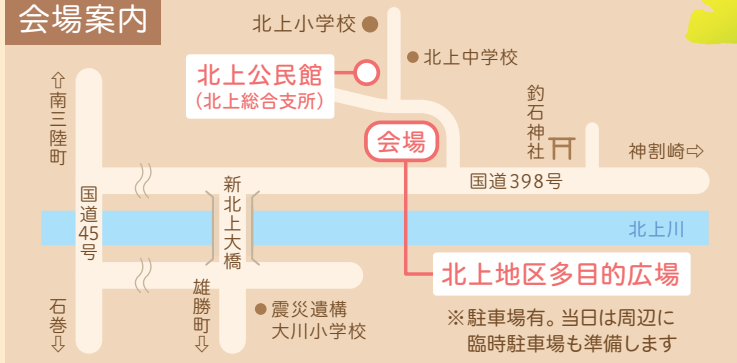 会場案内
北上小学校
北上中学校
北上公民館
(北上総合支所)
⇧南三陸町
会場
釣石神社
神割崎⇨
国道398号
国道45号
新北上大橋
北上川
北上地区多目的広場
石巻⇩
雄勝町⇩
震災遺構
大川小学校
※駐車場有。当日は周辺に
臨時駐車場も準備します